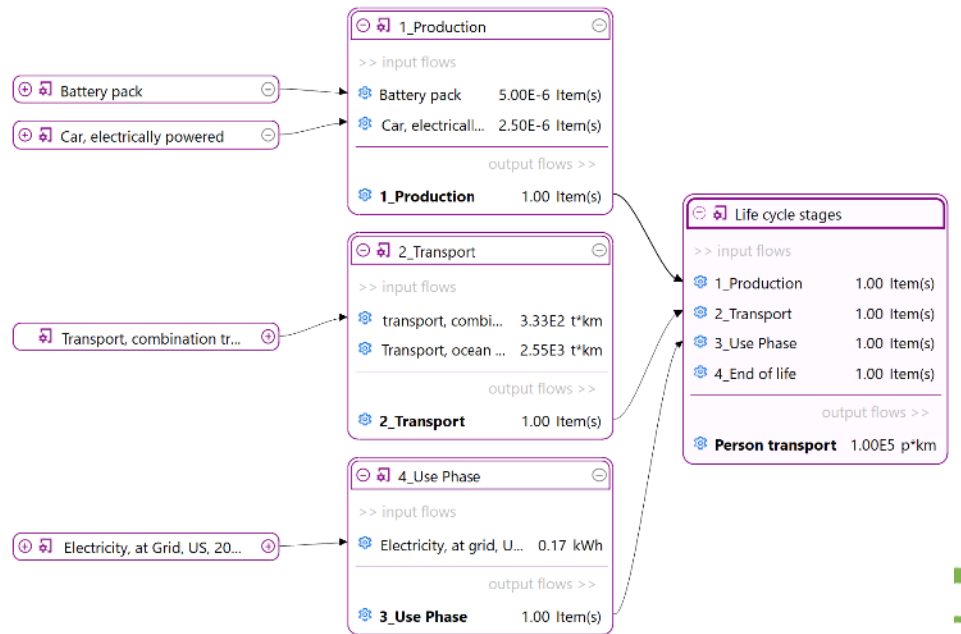 Battery pack
Car, electrically powered
Transport, combination tr...
Electricity, at Grid, US, 20...
1_Production
>> input flows
Battery pack 5.00E-6 Item(s)
Car, electricall... 2.50E-6 Item(s)
output flows >>
1_Production 1.00 Item(s)
2_Transport
>> input flows
transport, combi... 3.33E2 t*km
Transport, ocean ... 2.55E3 t*km
output flows >>
2_Transport 1.00 Item(s)
4_Use Phase
>> input flows
Electricity, at grid, U... 0.17 kWh
output flows >>
3_Use Phase 1.00 Item(s)
Life cycle stages
>> input flows
1_Production 1.00 Item(s)
2_Transport 1.00 Item(s)
3_Use Phase 1.00 Item(s)
4_End of life 1.00 Item(s)
output flows >>
Person transport 1.00E5 p*km